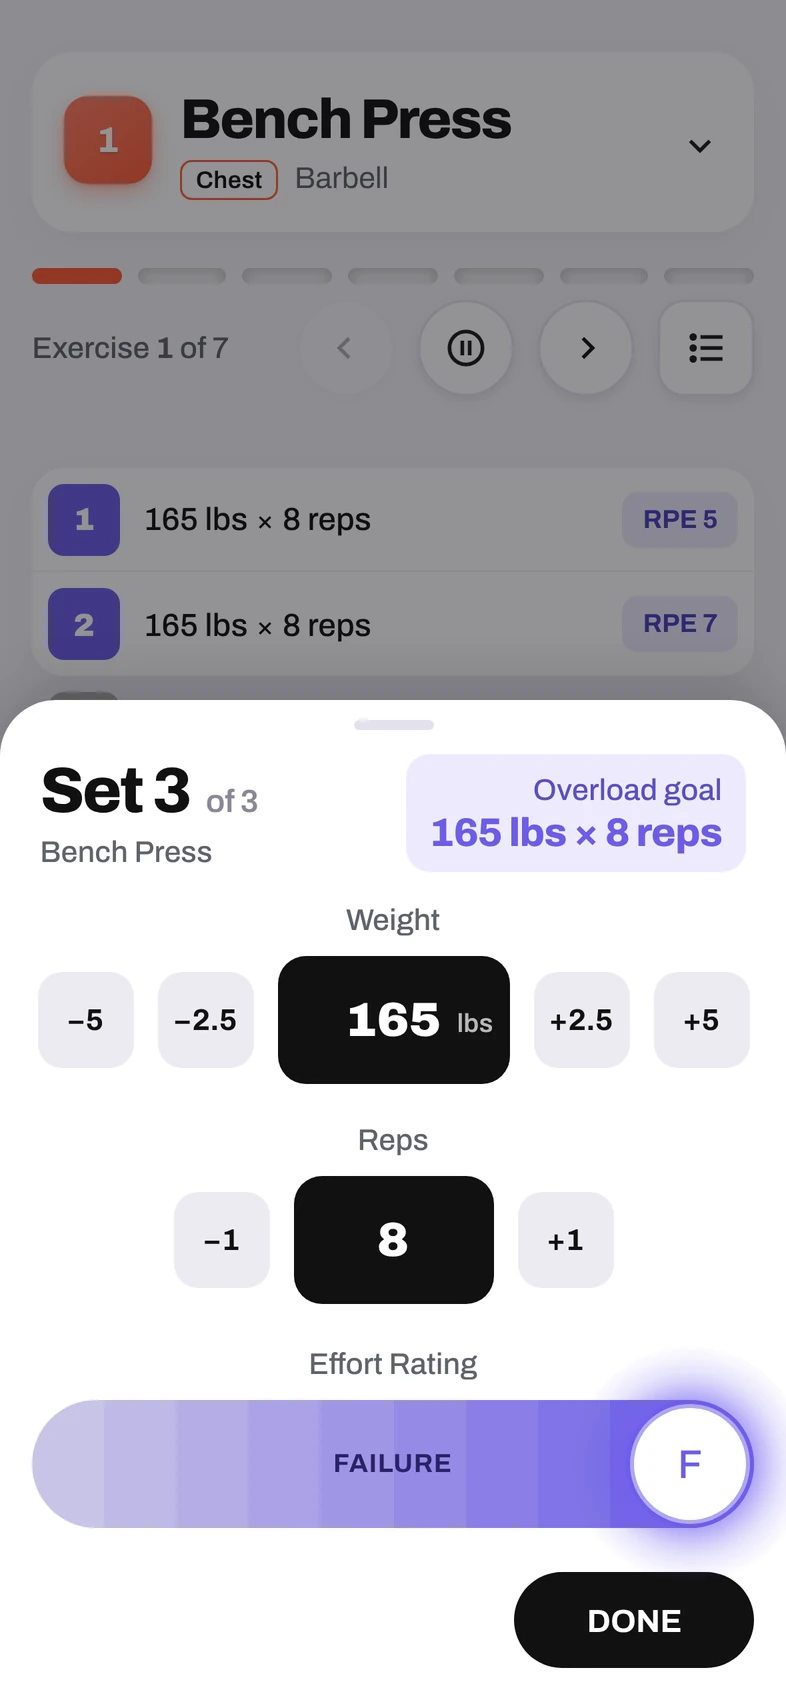 1
Bench Press
Chest Barbell
Exercise 1 of 7
1 165 lbs × 8 reps RPE 5
2 165 lbs × 8 reps RPE 7
Set 3 of 3
Bench Press
Overload goal
165 lbs × 8 reps
Weight
−5 −2.5 165 lbs +2.5 +5
Reps
−1 8 +1
Effort Rating
FAILURE F
DONE